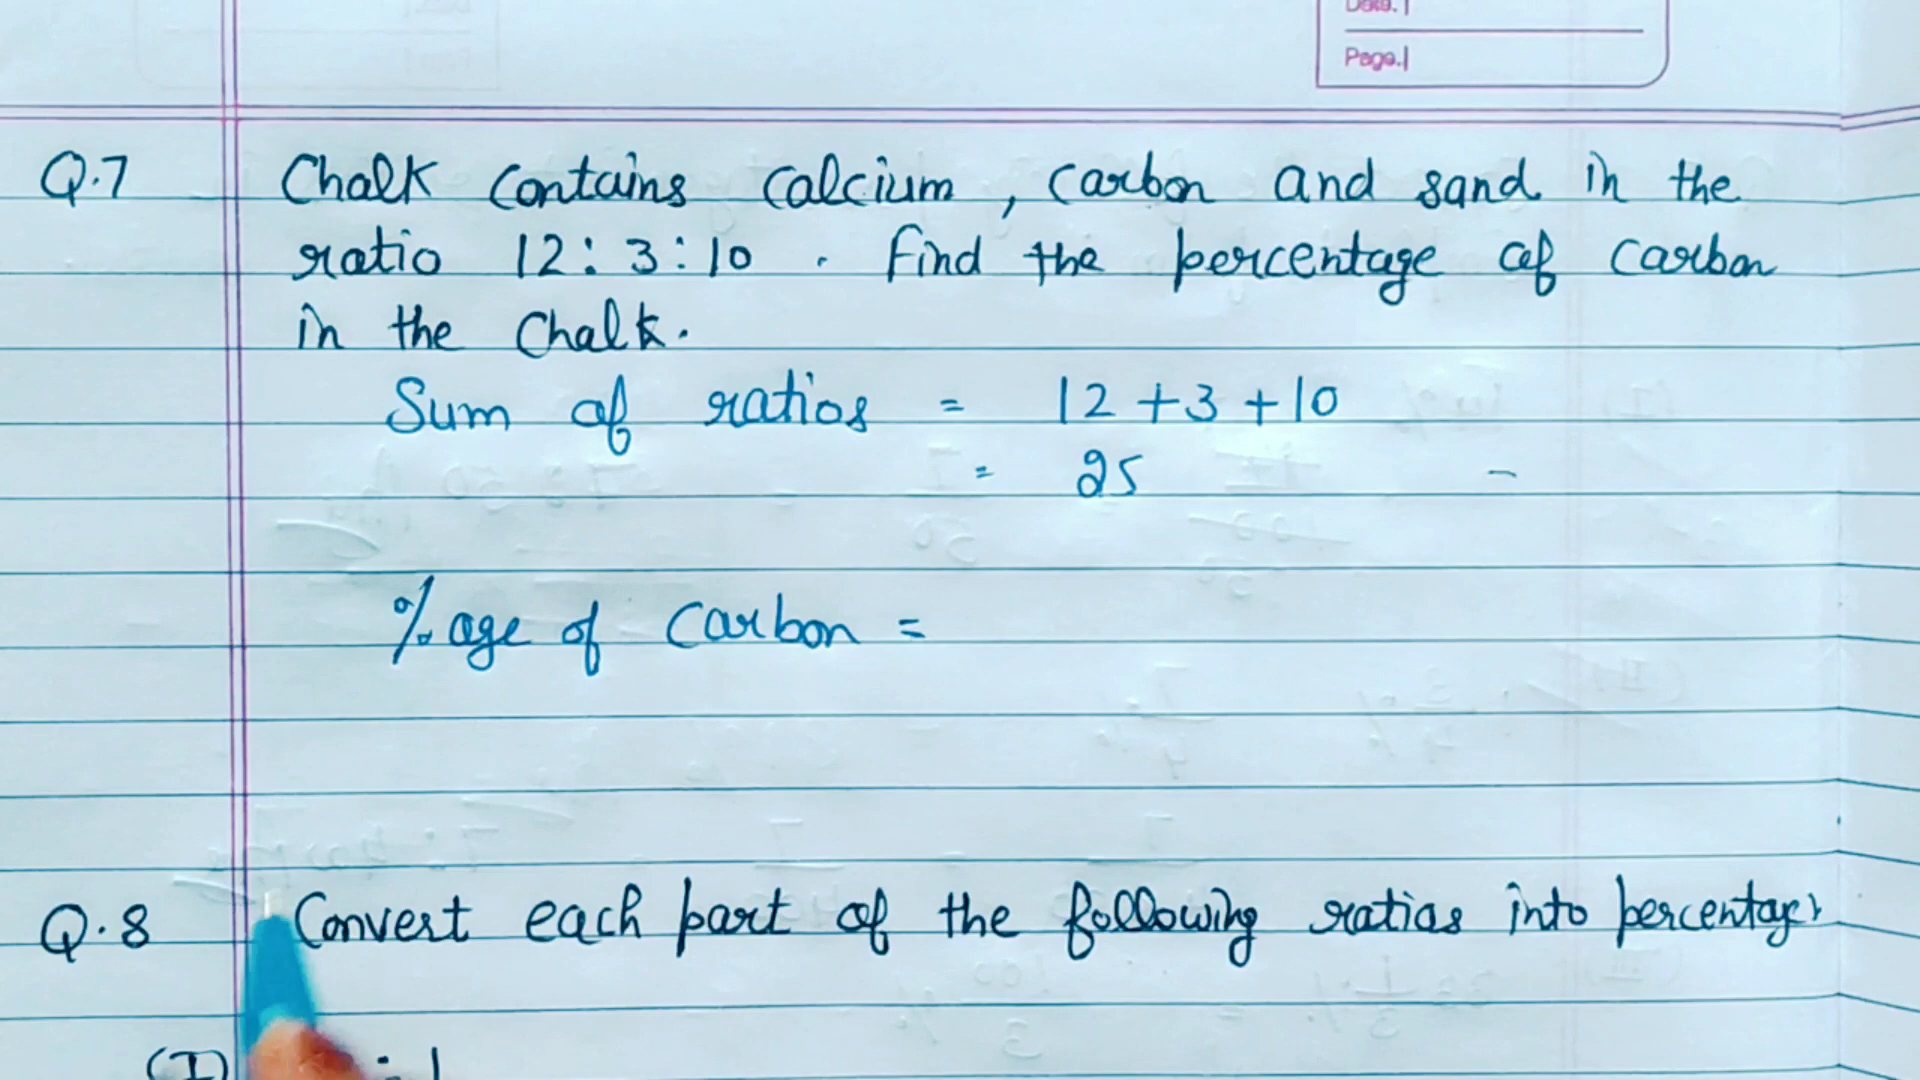 Date.
Page.
Q.7 Chalk contains calcium, carbon and sand in the
ratio 12:3:10. Find the percentage of carbon
in the chalk.
Sum of ratios = 12+3+10
= 25 -
%age of carbon =
Q.8 Convert each part of the following ratios into percentage:
(I)